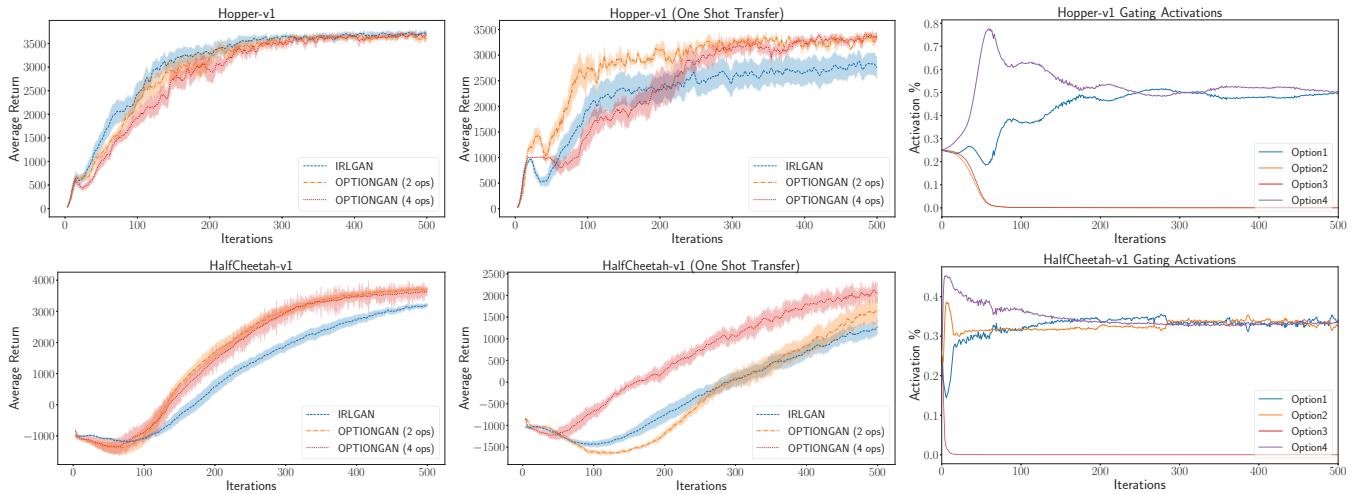 Hopper-v1
Average Return
3500
3000
2500
2000
1500
1000
500
0
IRLGAN
OPTIONGAN (2 ops)
OPTIONGAN (4 ops)
0 100 200 300 400 500
Iterations
Hopper-v1 (One Shot Transfer)
Average Return
3500
3000
2500
2000
1500
1000
500
0
IRLGAN
OPTIONGAN (2 ops)
OPTIONGAN (4 ops)
0 100 200 300 400 500
Iterations
Hopper-v1 Gating Activations
Activation %
0.8
0.7
0.6
0.5
0.4
0.3
0.2
0.1
0.0
Option1
Option2
Option3
Option4
0 100 200 300 400 500
Iterations
HalfCheetah-v1
Average Return
4000
3000
2000
1000
0
−1000
IRLGAN
OPTIONGAN (2 ops)
OPTIONGAN (4 ops)
0 100 200 300 400 500
Iterations
HalfCheetah-v1 (One Shot Transfer)
Average Return
2500
2000
1500
1000
500
0
−500
−1000
−1500
IRLGAN
OPTIONGAN (2 ops)
OPTIONGAN (4 ops)
0 100 200 300 400 500
Iterations
HalfCheetah-v1 Gating Activations
Activation %
0.4
0.3
0.2
0.1
0.0
Option1
Option2
Option3
Option4
0 100 200 300 400 500
Iterations